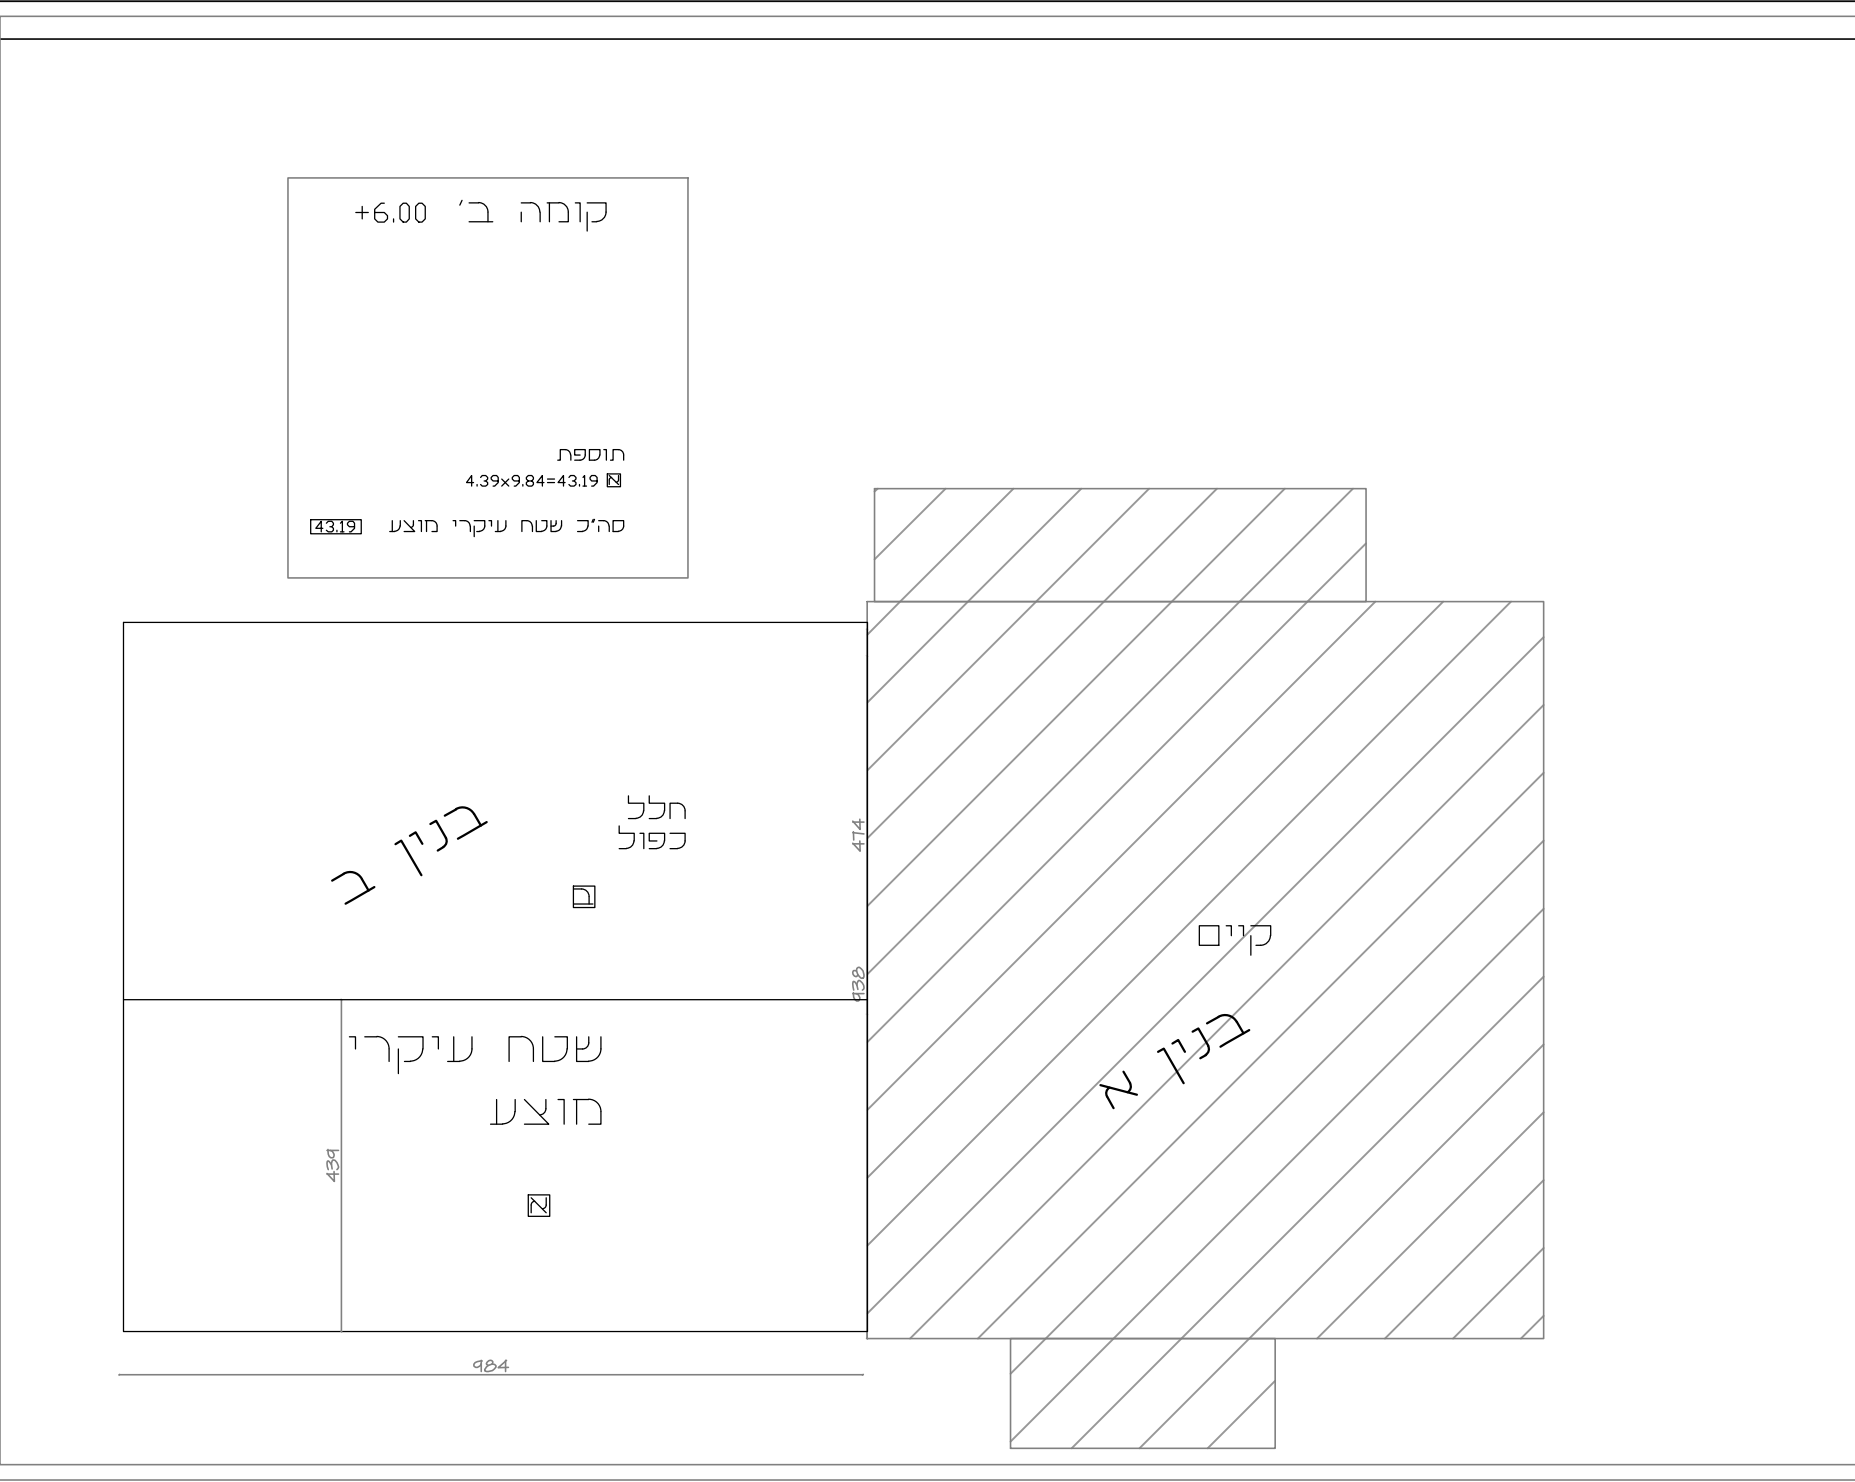 קומה ב' +6.00
תוספת
א 4.39x9.84=43.19
סה"כ שטח עיקרי מוצע 43.19
חלל
כפול
בנין ב
ב
474
938
קיים
בנין א
שטח עיקרי
מוצע
439
א
984